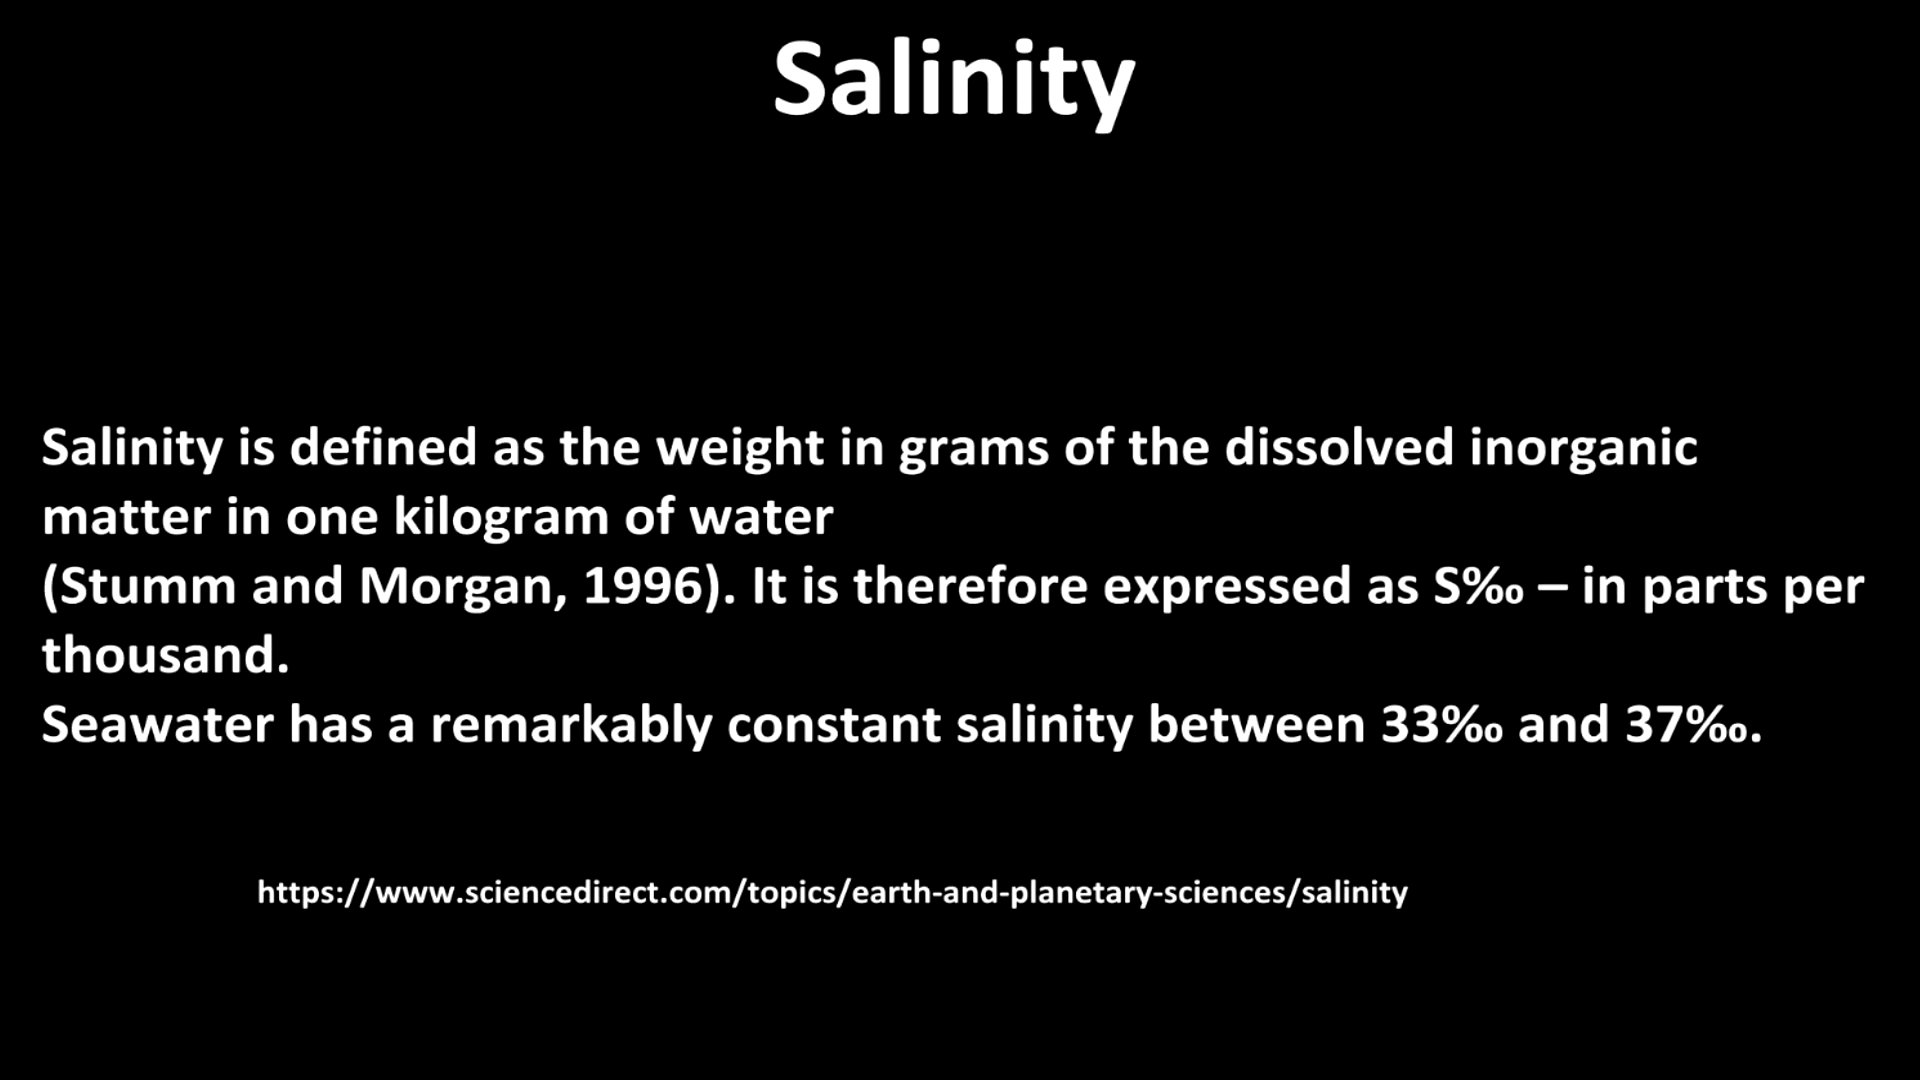 Salinity
Salinity is defined as the weight in grams of the dissolved inorganic
matter in one kilogram of water
(Stumm and Morgan, 1996). It is therefore expressed as S‰ – in parts per
thousand.
Seawater has a remarkably constant salinity between 33‰ and 37‰.
https://www.sciencedirect.com/topics/earth-and-planetary-sciences/salinity